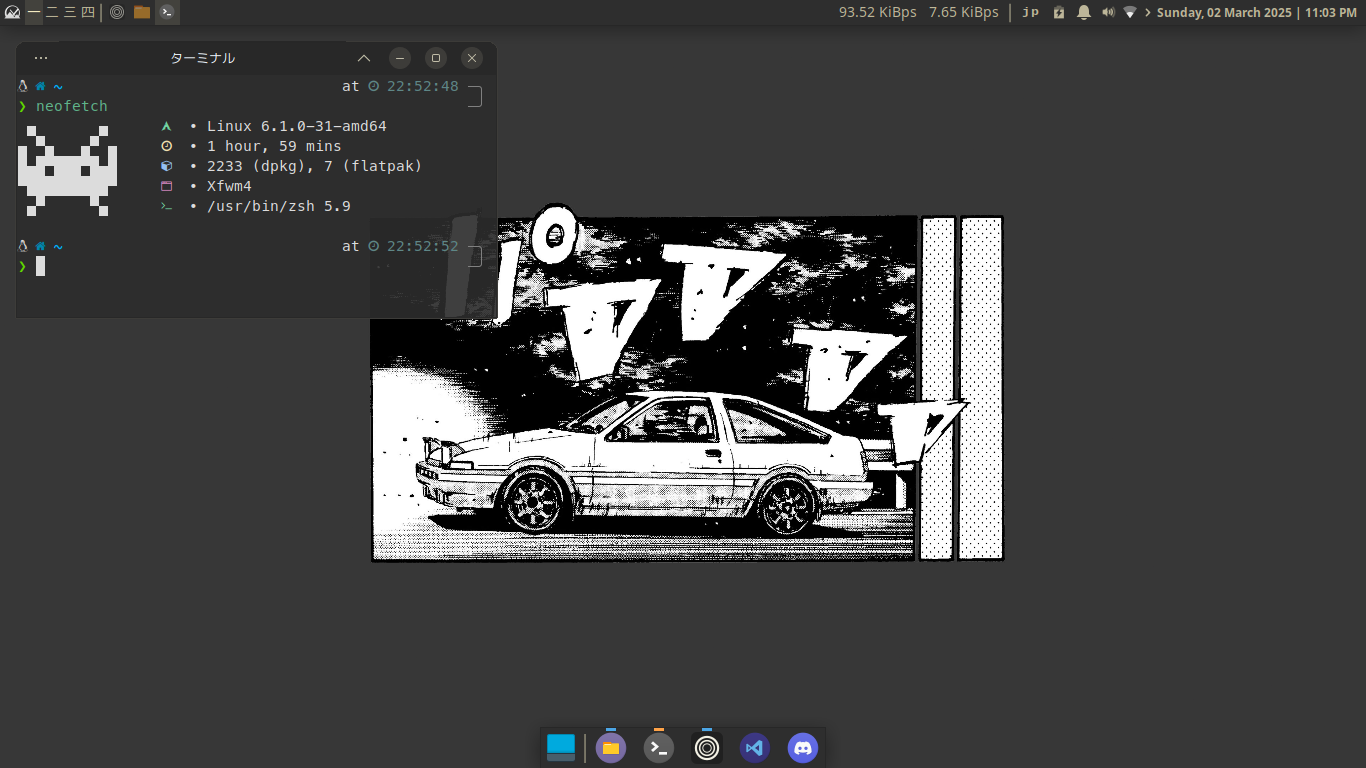 一 二 三 四
93.52 KiBps 7.65 KiBps jp Sunday, 02 March 2025 | 11:03 PM
ターミナル
~ at 22:52:48
❯ neofetch
• Linux 6.1.0-31-amd64
• 1 hour, 59 mins
• 2233 (dpkg), 7 (flatpak)
• Xfwm4
• /usr/bin/zsh 5.9
~ at 22:52:52
❯